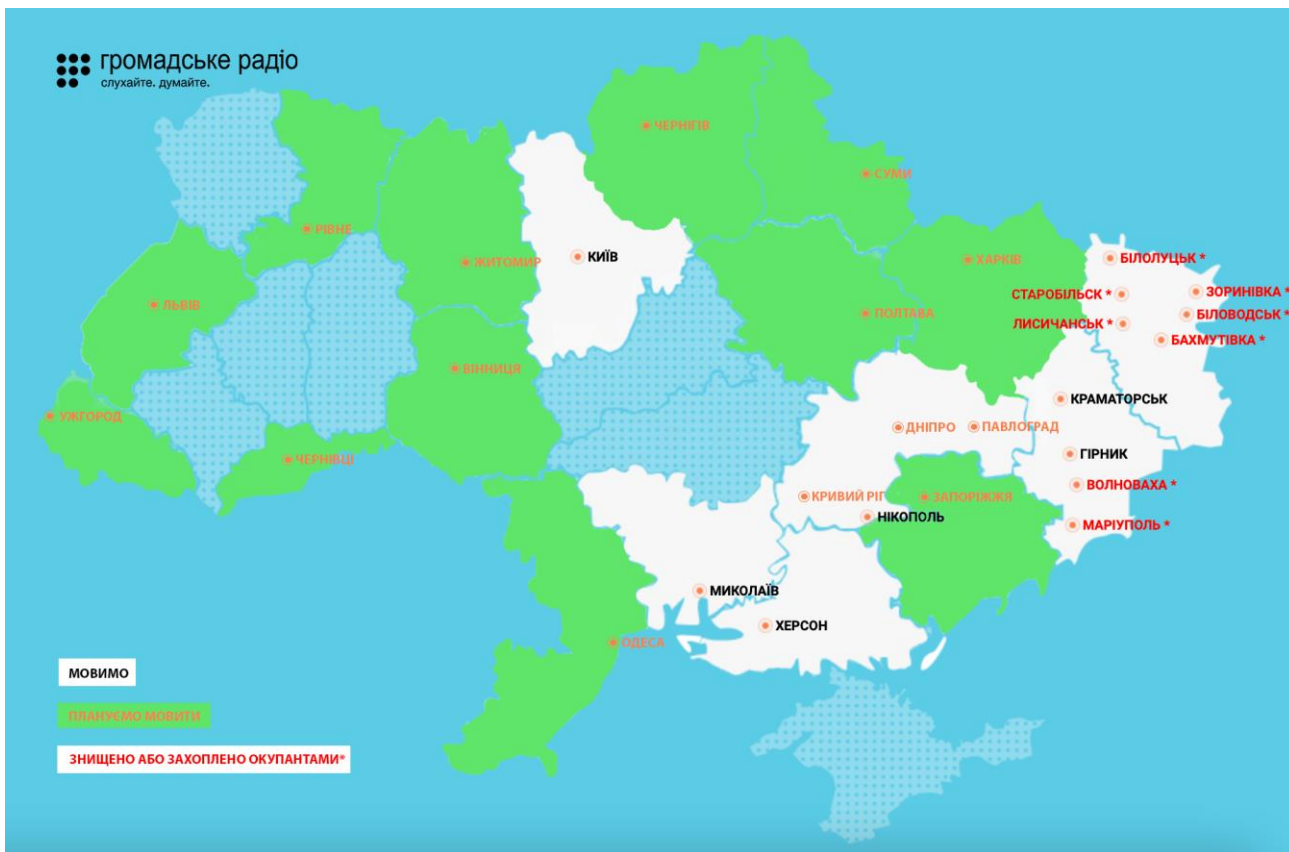 громадське радіо
слухайте. думайте.
ЧЕРНІГІВ
СУМИ
РІВНЕ
ЖИТОМИР
КИЇВ
ХАРКІВ
БІЛОЛУЦЬК *
СТАРОБІЛЬСК *
ЗОРИНІВКА *
ЛЬВІВ
ПОЛТАВА
БІЛОВОДСЬК *
ЛИСИЧАНСЬК *
БАХМУТІВКА *
ВІННИЦЯ
КРАМАТОРСЬК
УЖГОРОД
ДНІПРО
ПАВЛОГРАД
ЧЕРНІВЦІ
ГІРНИК
ВОЛНОВАХА *
КРИВИЙ РІГ
ЗАПОРІЖЖЯ
НІКОПОЛЬ
МАРІУПОЛЬ *
МИКОЛАЇВ
ХЕРСОН
ОДЕСА
МОВИМО
ПЛАНУЄМО МОВИТИ
ЗНИЩЕНО АБО ЗАХОПЛЕНО ОКУПАНТАМИ*